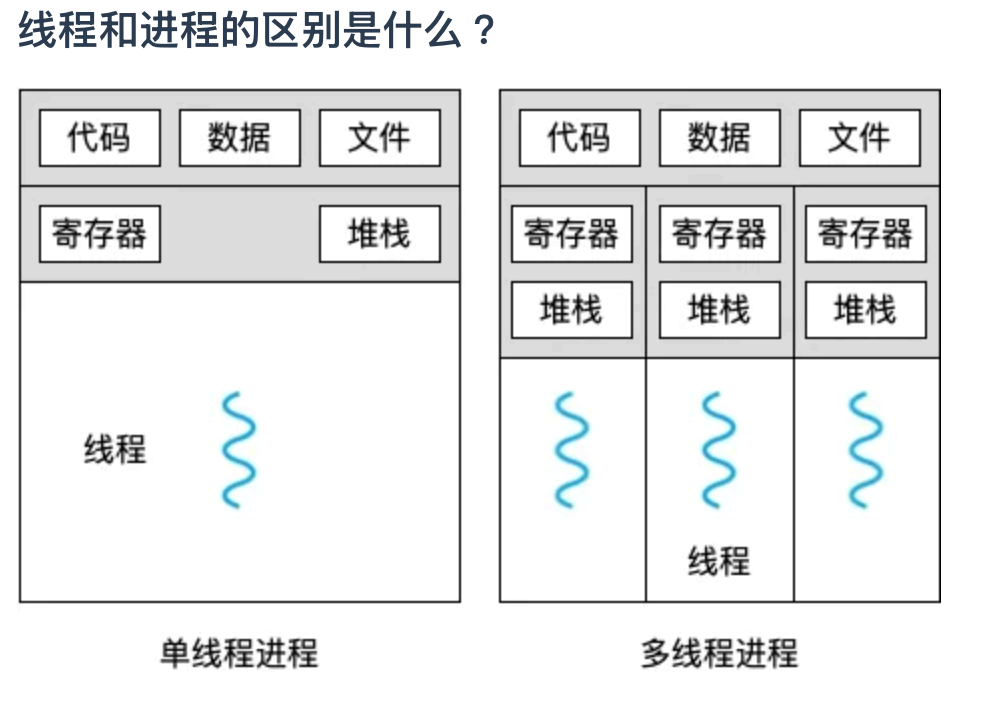 线程和进程的区别是什么？
代码 数据 文件
寄存器 堆栈
线程
单线程进程
代码 数据 文件
寄存器 寄存器 寄存器
堆栈 堆栈 堆栈
线程
多线程进程